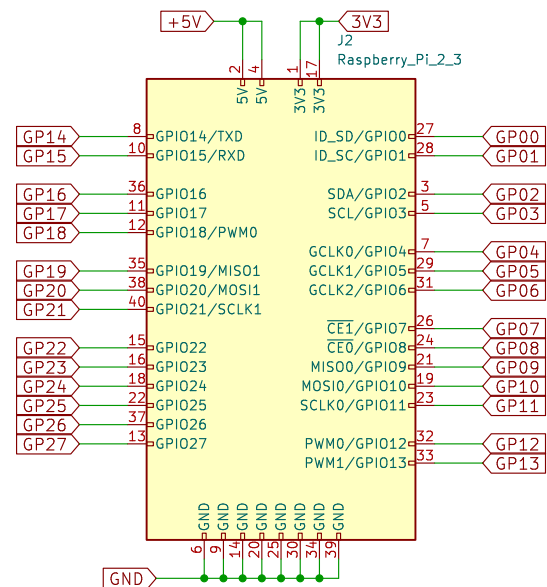 +5V 3V3
J2
Raspberry_Pi_2_3
2 4 1 17
5V 5V 3V3 3V3
GP14 8 GPIO14/TXD ID_SD/GPIO0 27 GP00
GP15 10 GPIO15/RXD ID_SC/GPIO1 28 GP01
GP16 36 GPIO16 SDA/GPIO2 3 GP02
GP17 11 GPIO17 SCL/GPIO3 5 GP03
GP18 12 GPIO18/PWM0
GCLK0/GPIO4 7 GP04
GP19 35 GPIO19/MISO1 GCLK1/GPIO5 29 GP05
GP20 38 GPIO20/MOSI1 GCLK2/GPIO6 31 GP06
GP21 40 GPIO21/SCLK1
CE1/GPIO7 26 GP07
GP22 15 GPIO22 CE0/GPIO8 24 GP08
GP23 16 GPIO23 MISO0/GPIO9 21 GP09
GP24 18 GPIO24 MOSI0/GPIO10 19 GP10
GP25 22 GPIO25 SCLK0/GPIO11 23 GP11
GP26 37 GPIO26
GP27 13 GPIO27 PWM0/GPIO12 32 GP12
PWM1/GPIO13 33 GP13
GND GND GND GND GND GND GND GND
6 9 14 20 25 30 34 39
GND